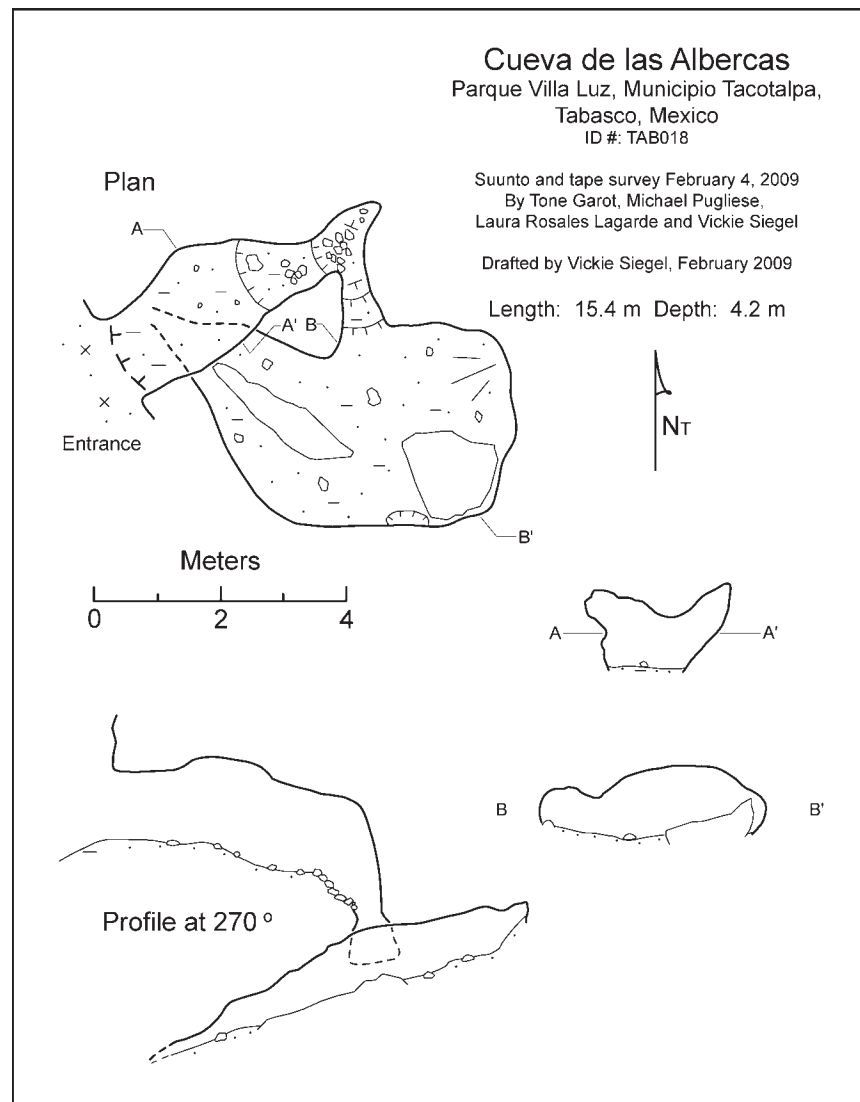 Cueva de las Albercas
Parque Villa Luz, Municipio Tacotalpa,
Tabasco, Mexico
ID #: TAB018
Suunto and tape survey February 4, 2009
By Tone Garot, Michael Pugliese,
Laura Rosales Lagarde and Vickie Siegel
Drafted by Vickie Siegel, February 2009
Length: 15.4 m Depth: 4.2 m
Plan
A
A' B
Entrance
NT
B'
Meters
0 2 4
A A'
B B'
Profile at 270 º